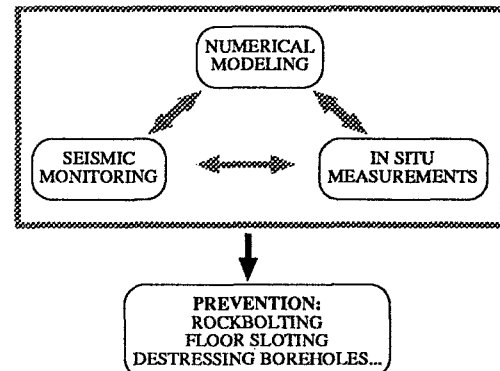 NUMERICAL
MODELING
SEISMIC
MONITORING
IN SITU
MEASUREMENTS
PREVENTION:
ROCKBOLTING
FLOOR SLOTING
DESTRESSING BOREHOLES...